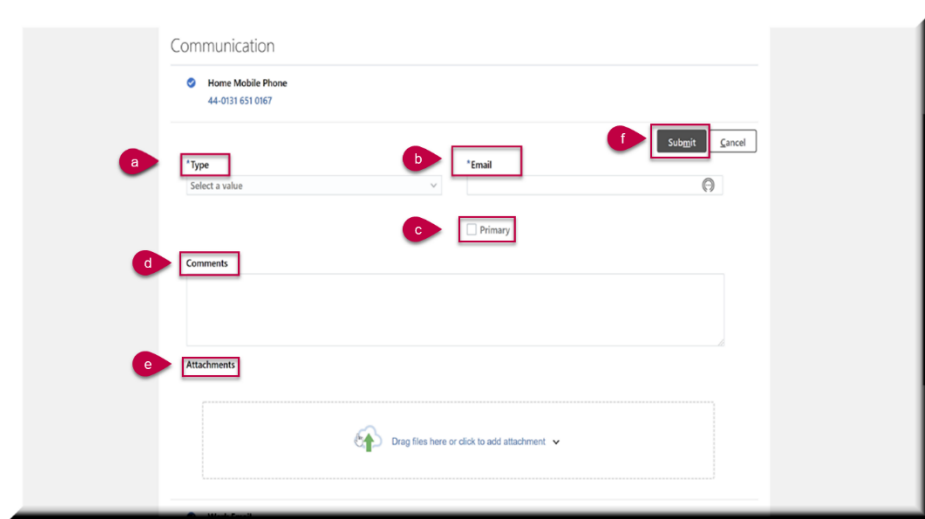 Communication
Home Mobile Phone
44-0131 651 0167
f
Submit
Cancel
a
*Type
b
*Email
Select a value
c
Primary
d
Comments
e
Attachments
Drag files here or click to add attachment